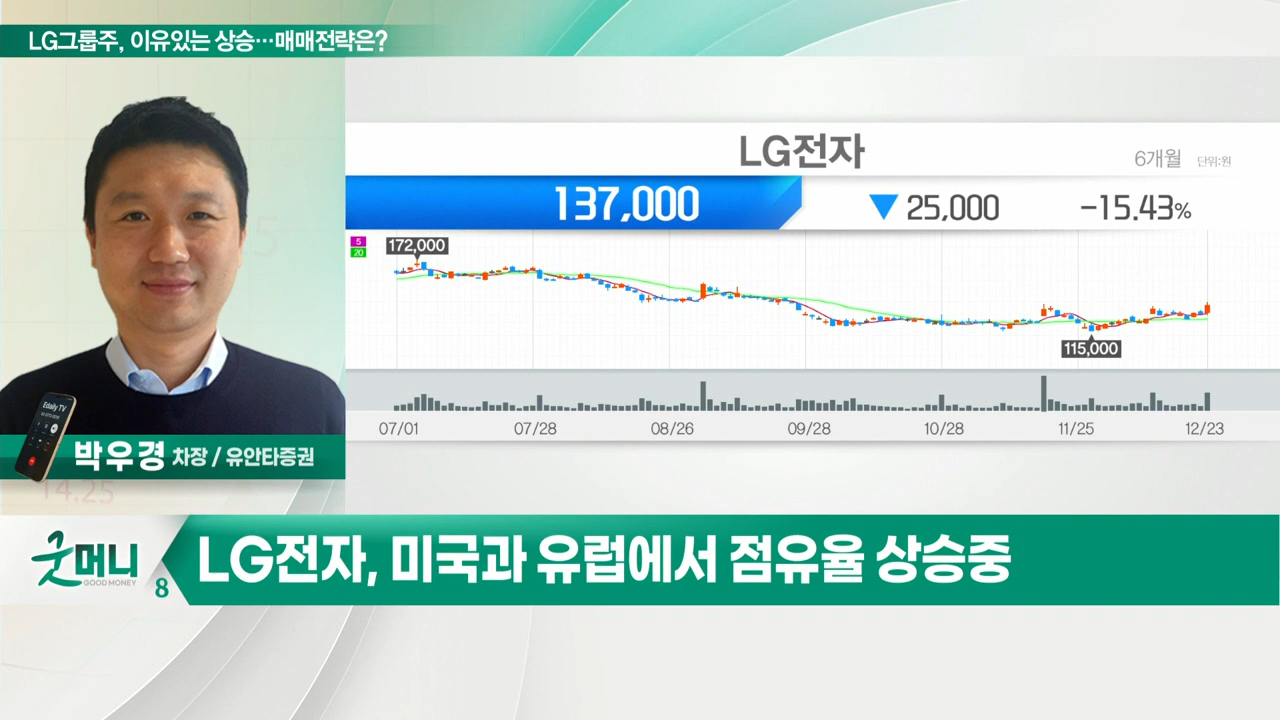 LG그룹주, 이유있는 상승…매매전략은?
LG전자
6개월 단위:원
137,000 ▼ 25,000 -15.43%
5
20
172,000
115,000
07/01 07/28 08/26 09/28 10/28 11/25 12/23
Edaily TV
박우경 차장 / 유안타증권
14.25
굿머니
GOOD MONEY
8
LG전자, 미국과 유럽에서 점유율 상승중